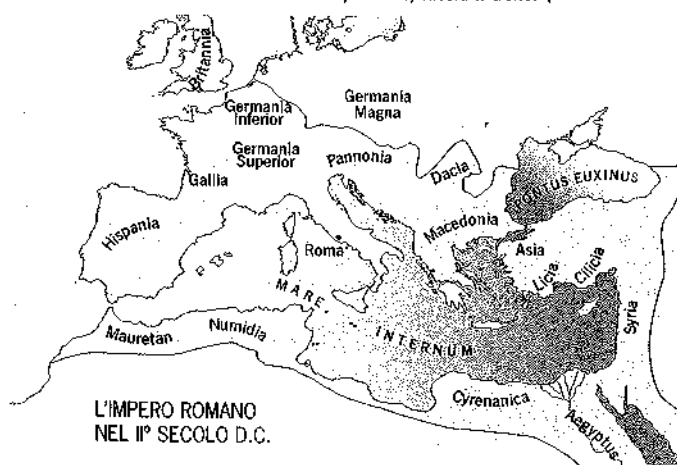 Britannia
Germania
Inferior
Germania
Magna
Germania
Superior
Pannonia
Gallia
Dacia
PONTUS EUXINUS
Hispania
Macedonia
Roma
Asia
Licia
Cilicia
Syria
MARE INTERNUM
Mauretan
Numidia
Cyrenanica
Aegyptus
L'IMPERO ROMANO
NEL II° SECOLO D.C.